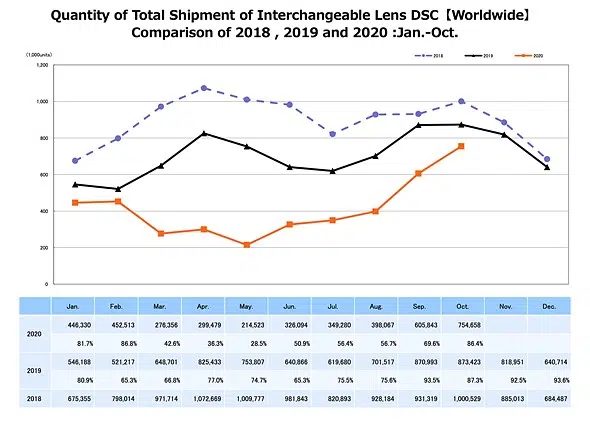 Quantity of Total Shipment of Interchangeable Lens DSC【Worldwide】
Comparison of 2018 , 2019 and 2020 :Jan.-Oct.
(1,000units)
2018 2019 2020
1,200
1,000
800
600
400
200
0
Jan. Feb. Mar. Apr. May. Jun. Jul. Aug. Sep. Oct. Nov. Dec.
2020
446,330 452,513 276,356 299,479 214,523 326,094 349,280 398,067 605,843 754,658
81.7% 86.8% 42.6% 36.3% 28.5% 50.9% 56.4% 56.7% 69.6% 86.4%
2019
546,188 521,217 648,701 825,433 753,807 640,866 619,680 701,517 870,993 873,423 818,951 640,714
80.9% 65.3% 66.8% 77.0% 74.7% 65.3% 75.5% 75.6% 93.5% 87.3% 92.5% 93.6%
2018 675,355 798,014 971,714 1,072,669 1,009,777 981,843 820,893 928,184 931,319 1,000,529 885,013 684,487